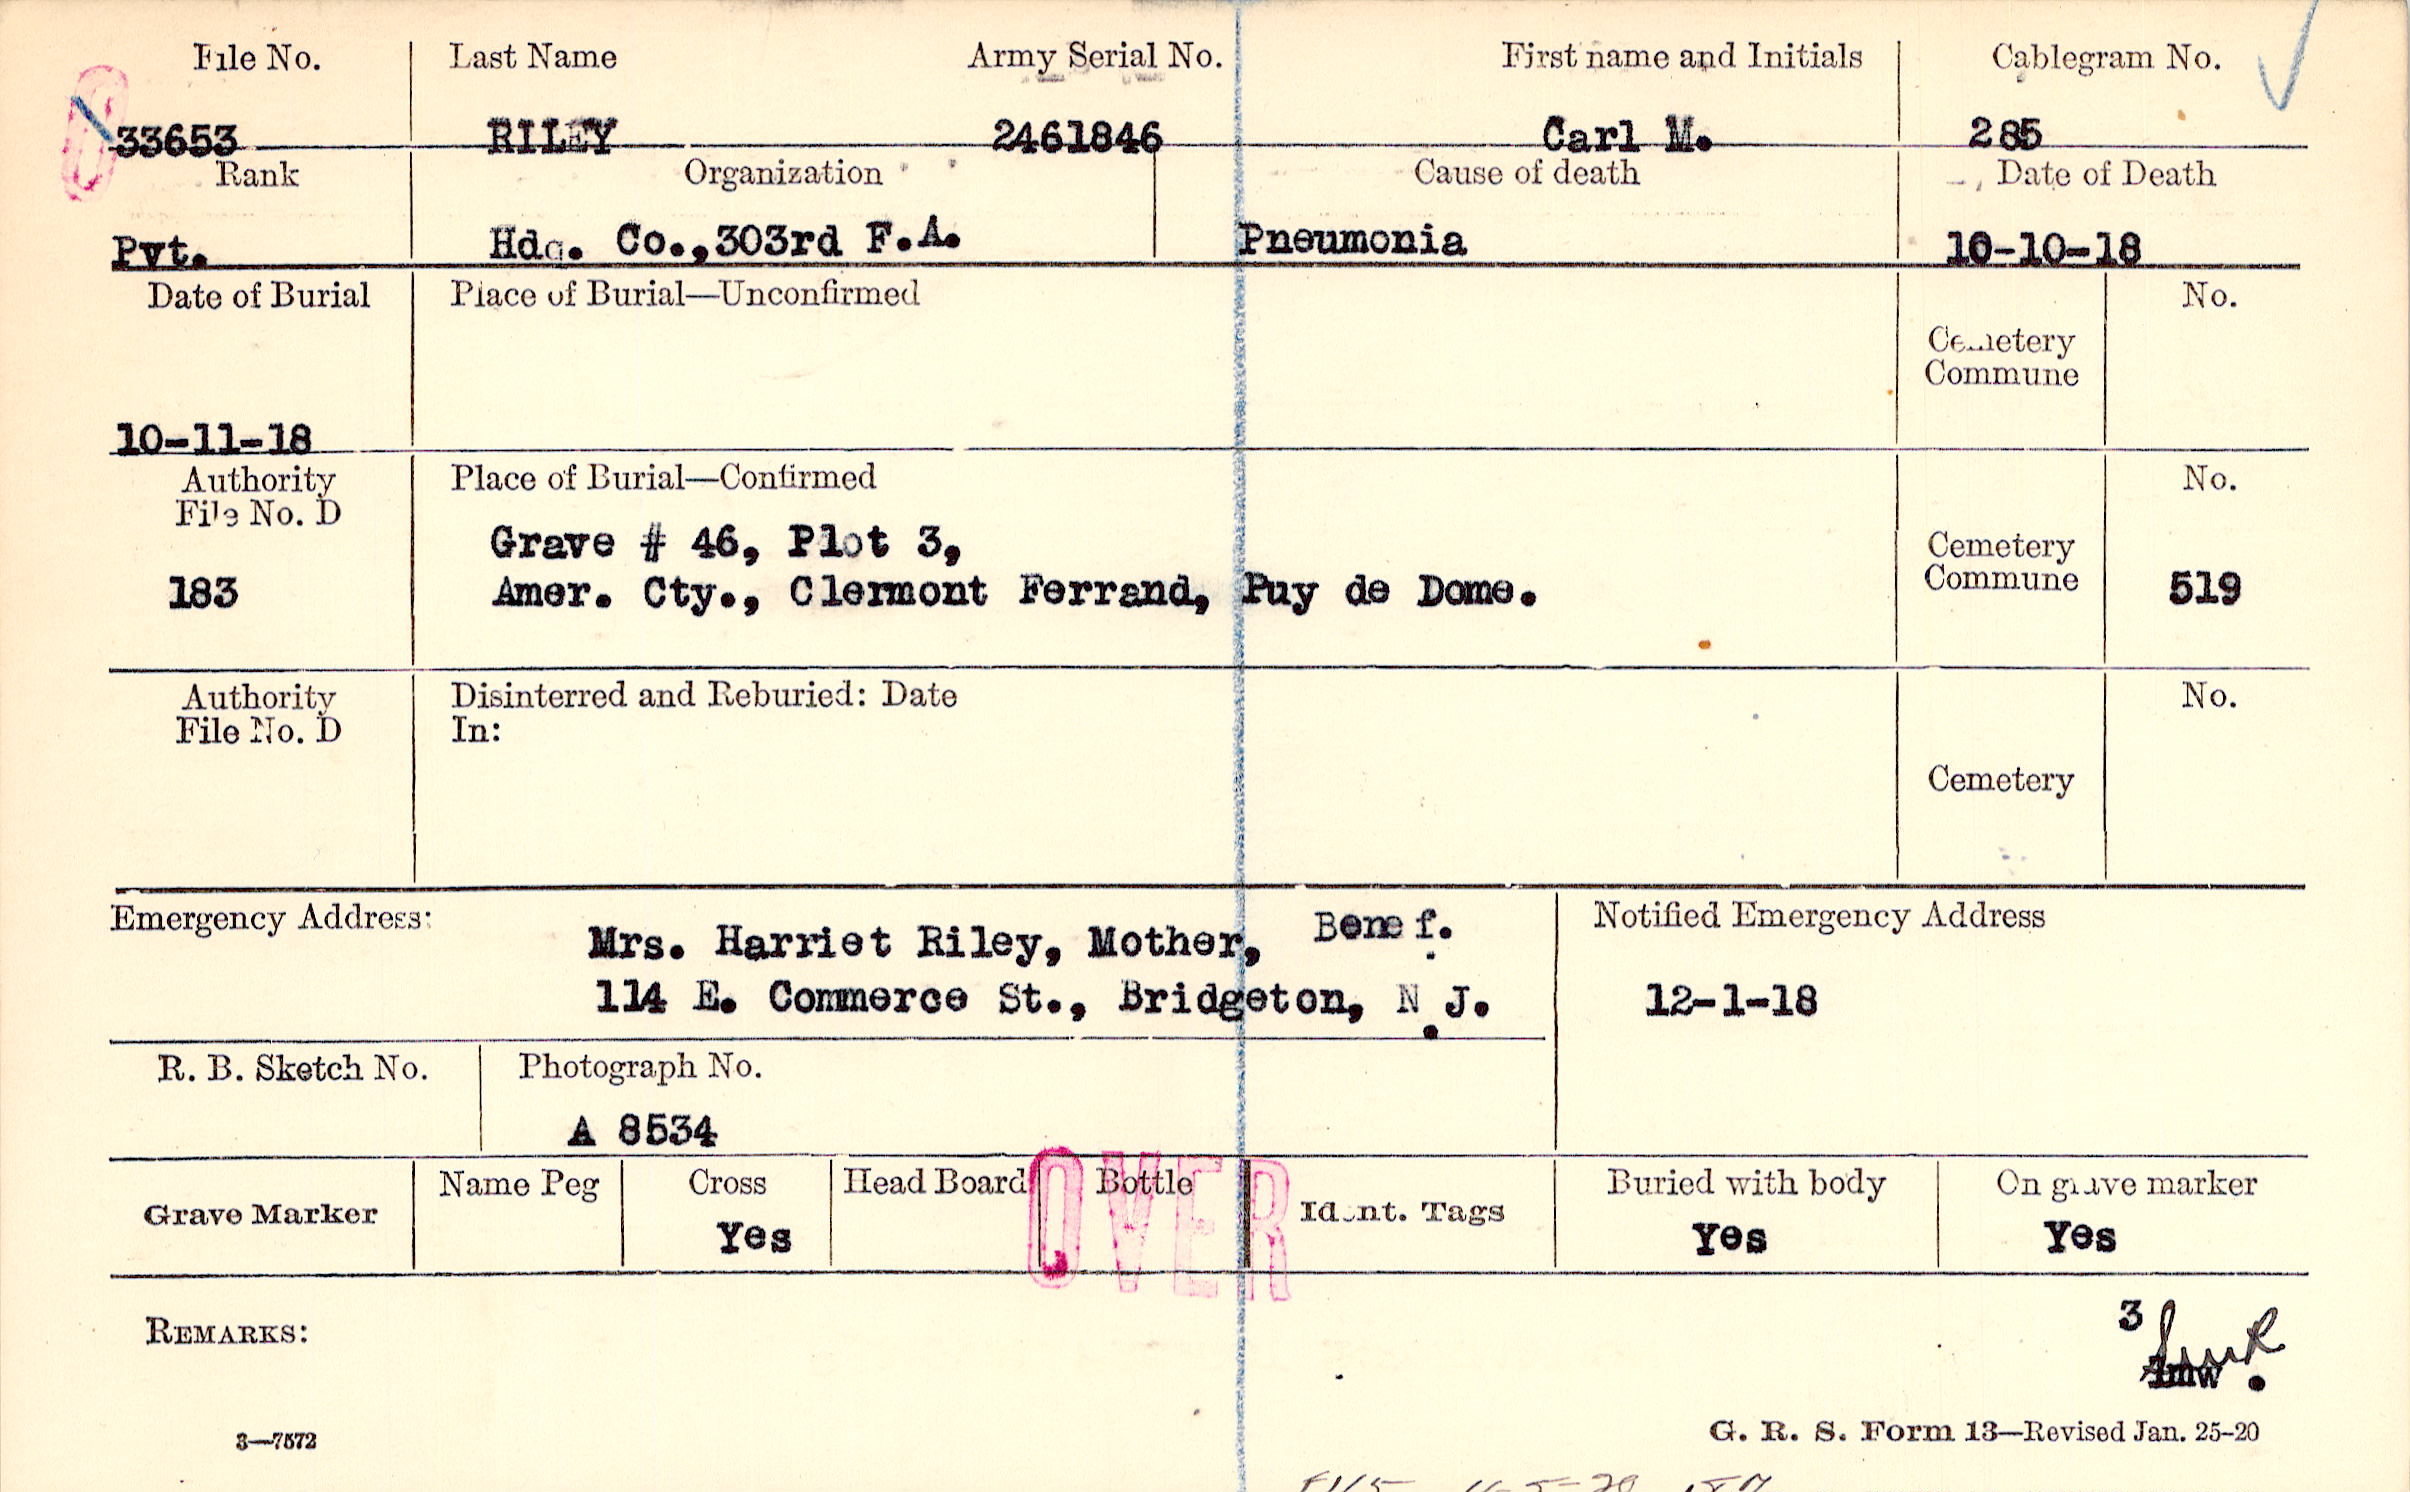 File No. Last Name Army Serial No. First name and Initials Cablegram No.
33653 RILEY 2461846 Carl M. 285
Rank Organization Cause of death Date of Death
Pvt. Hdq. Co.,303rd F.A. Pneumonia 10-10-18
Date of Burial Place of Burial—Unconfirmed No.
Cemetery
Commune
10-11-18
Authority Place of Burial—Confirmed No.
File No. D
Grave # 46, Plot 3, Cemetery
183 Amer. Cty., Clermont Ferrand, Puy de Dome. Commune 519
Authority Disinterred and Reburied: Date No.
File No. D In:
Cemetery
Emergency Address: Mrs. Harriet Riley, Mother, Benef. Notified Emergency Address
114 E. Commerce St., Bridgeton, N.J. 12-1-18
R. B. Sketch No. Photograph No.
A 8534
Grave Marker Name Peg Cross Head Board Bottle Ident. Tags Buried with body On grave marker
Yes Yes Yes
OVER
REMARKS: 3
3—7572 G. R. S. Form 13—Revised Jan. 25-20